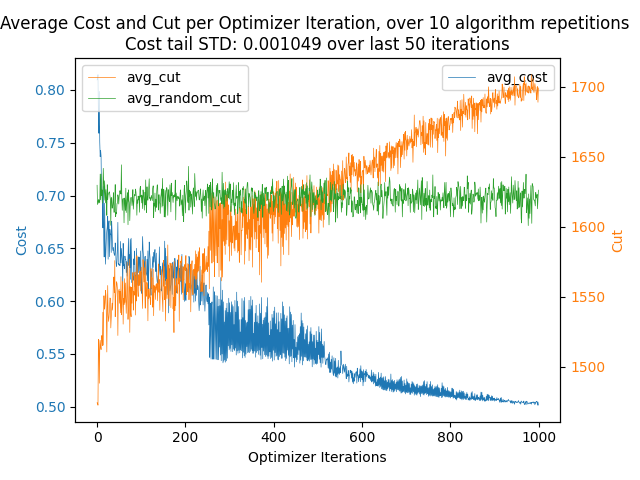 Average Cost and Cut per Optimizer Iteration, over 10 algorithm repetitions
Cost tail STD: 0.001049 over last 50 iterations
avg_cut
avg_random_cut
avg_cost
0.80
0.75
0.70
0.65
0.60
0.55
0.50
Cost
1700
1650
1600
1550
1500
Cut
0 200 400 600 800 1000
Optimizer Iterations